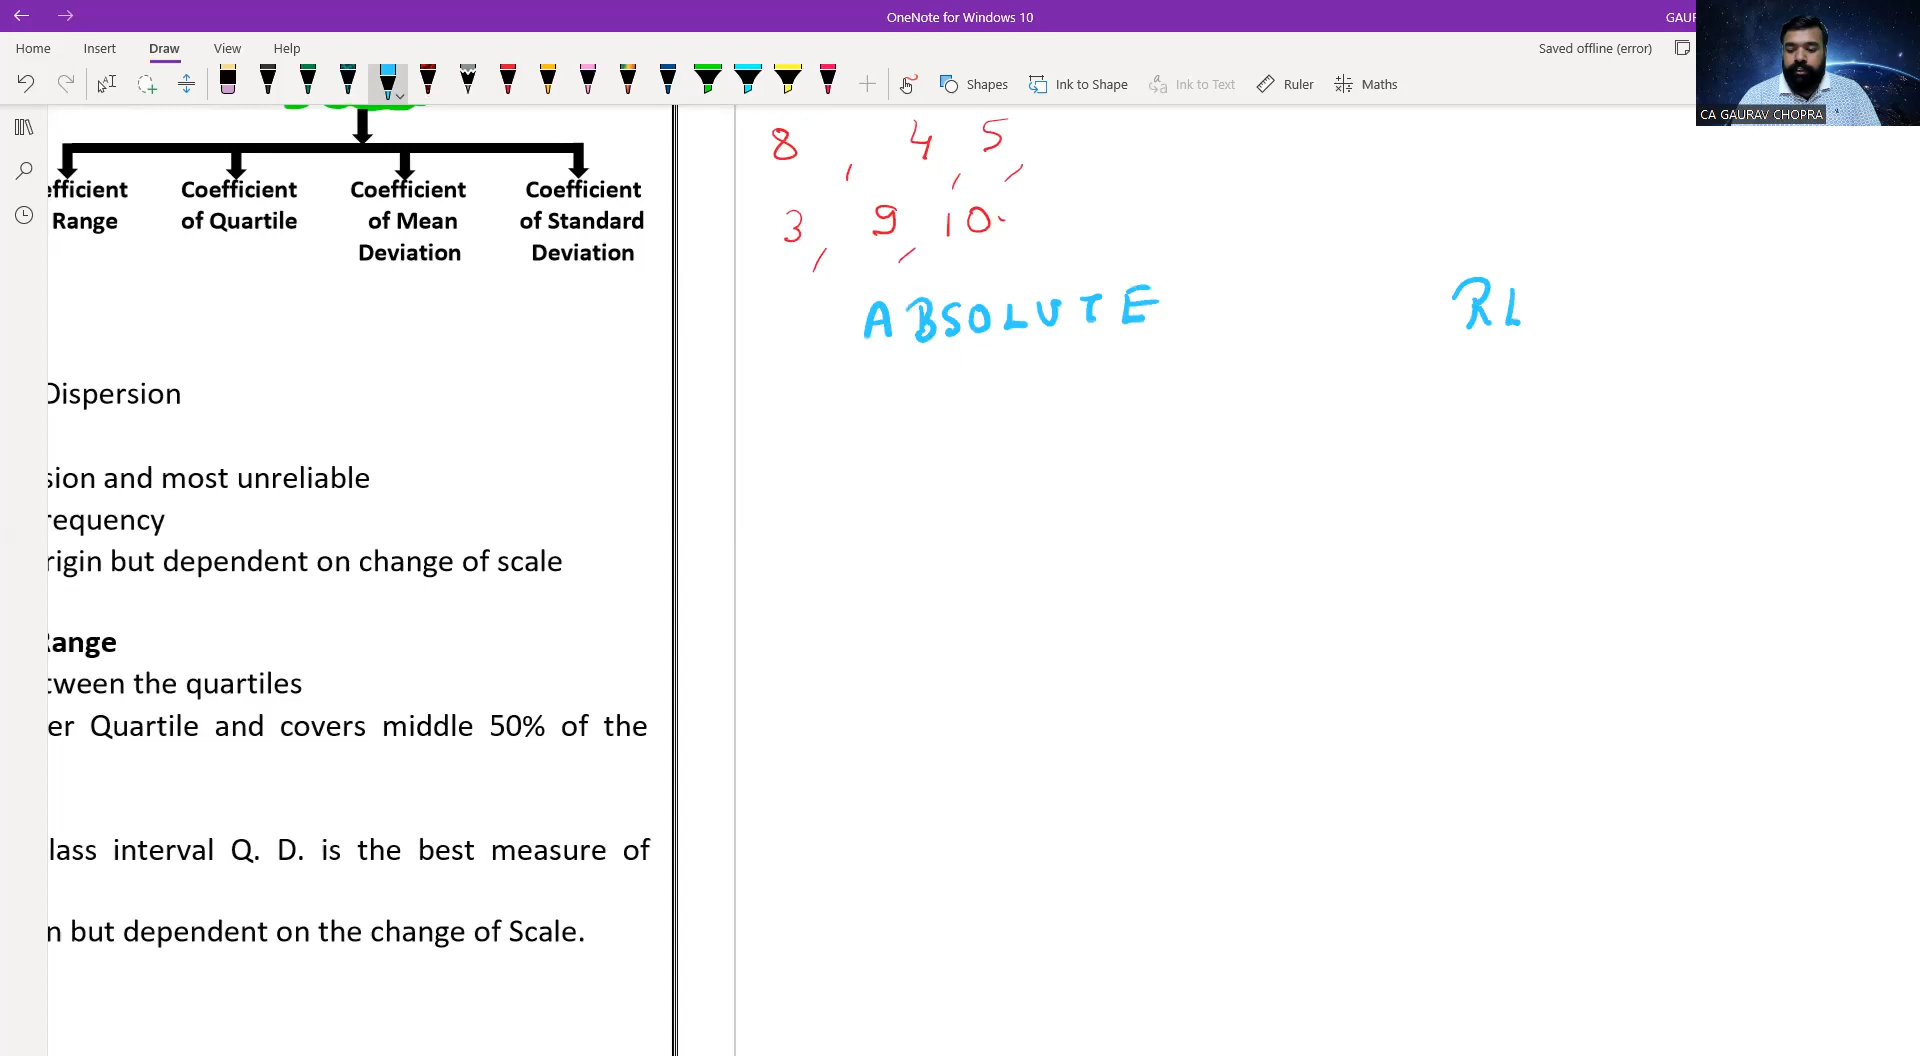 OneNote for Windows 10
GAUR
Home Insert Draw View Help
Saved offline (error)
Shapes Ink to Shape Ink to Text Ruler Maths
CA GAURAV CHOPRA
efficient
Range
Coefficient
of Quartile
Coefficient
of Mean
Deviation
Coefficient
of Standard
Deviation
Dispersion
sion and most unreliable
requency
rigin but dependent on change of scale
Range
tween the quartiles
er Quartile and covers middle 50% of the
lass interval Q. D. is the best measure of
n but dependent on the change of Scale.
8 , 4 , 5 ,
3 , 9 , 10.
ABSOLUTE RL